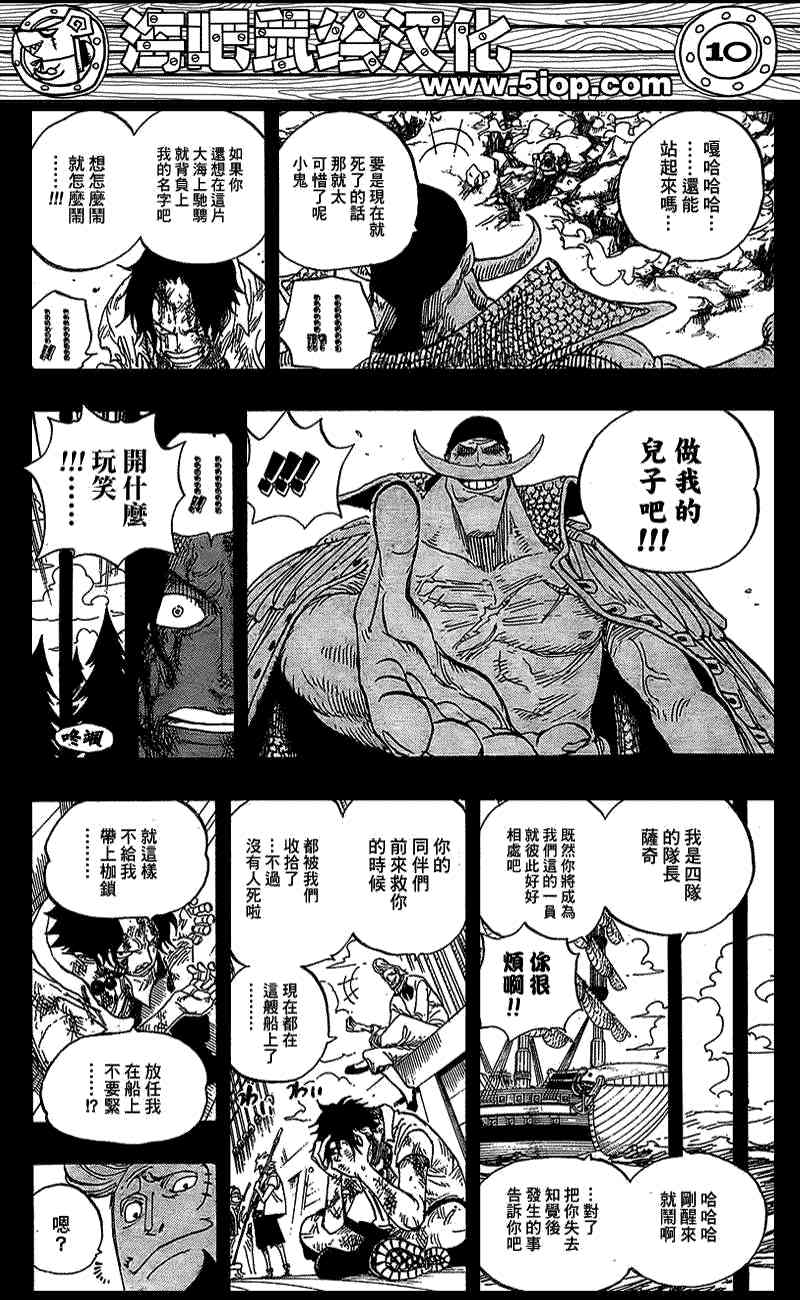 海贼荣誉汉化
www.5iop.com
10
嘎哈哈哈
……還能
站起來嗎…
要是現在就
死了的話
那就太
可惜了呢
小鬼
………!?
如果你
還想在這片
大海上馳騁
就背負上
我的名字吧
想怎麼鬧
就怎麼鬧
……!!!
………!!
做我的
兒子吧!!!
!!!
………
開什麼
玩笑
!!!……
咚颯
我是四隊
的隊長
薩奇
既然你將成為
我們這的一員
就彼此好好
相處吧
你很
煩啊!!
哈哈哈
剛醒來
就鬧啊
…對了
把你失去
知覺後
發生的事
告訴你吧
你的
同伴們
前來救你
的時候
都被我們
收拾了
…不過
沒有人死啦
現在都在
這艘船上了
わい
わい
就這樣
不給我
帶上枷鎖
………
放任我
在船上
不要緊
……!?
嗯？